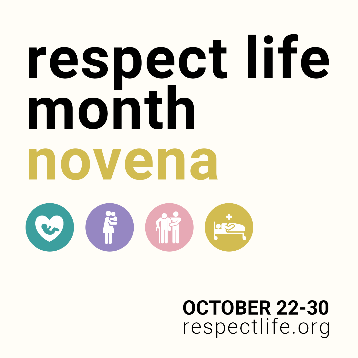 respect life
month
novena
OCTOBER 22-30
respectlife.org